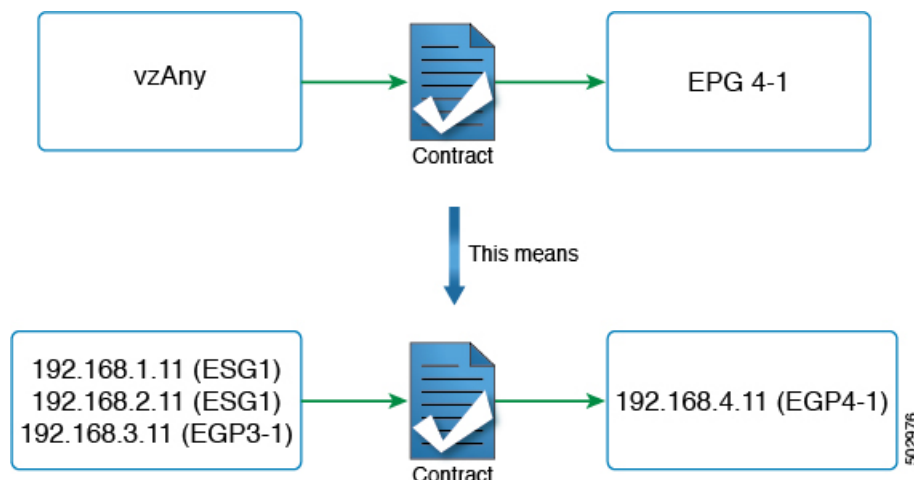 vzAny
Contract
EPG 4-1
This means
192.168.1.11 (ESG1)
192.168.2.11 (ESG1)
192.168.3.11 (EGP3-1)
Contract
192.168.4.11 (EGP4-1)
502976